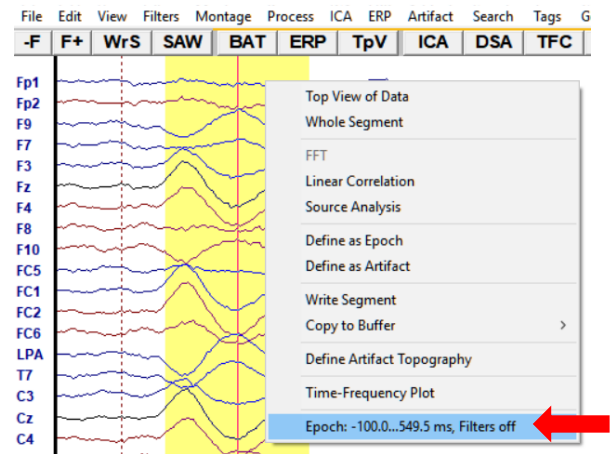 File Edit View Filters Montage Process ICA ERP Artifact Search Tags G
-F F+ WrS SAW BAT ERP TpV ICA DSA TFC
Fp1
Fp2
F9
F7
F3
Fz
F4
F8
F10
FC5
FC1
FC2
FC6
LPA
T7
C3
Cz
C4
Top View of Data
Whole Segment
FFT
Linear Correlation
Source Analysis
Define as Epoch
Define as Artifact
Write Segment
Copy to Buffer >
Define Artifact Topography
Time-Frequency Plot
Epoch: -100.0...549.5 ms, Filters off